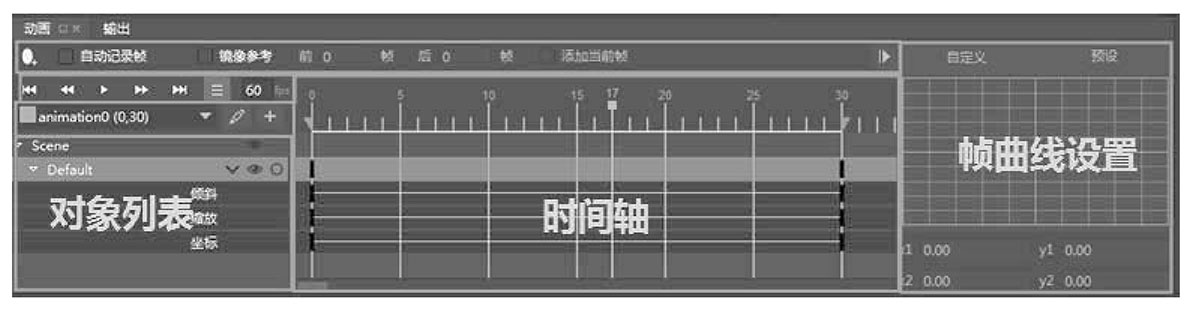 动画 输出
自动记录帧 镜像参考 前 0 帧 后 0 帧 添加当前帧 自定义 预设
60 fps
0 5 10 15 17 20 25 30
animation0 (0,30)
Scene
Default
倾斜
缩放
坐标
对象列表
时间轴
帧曲线设置
x1 0.00 y1 0.00
x2 0.00 y2 0.00